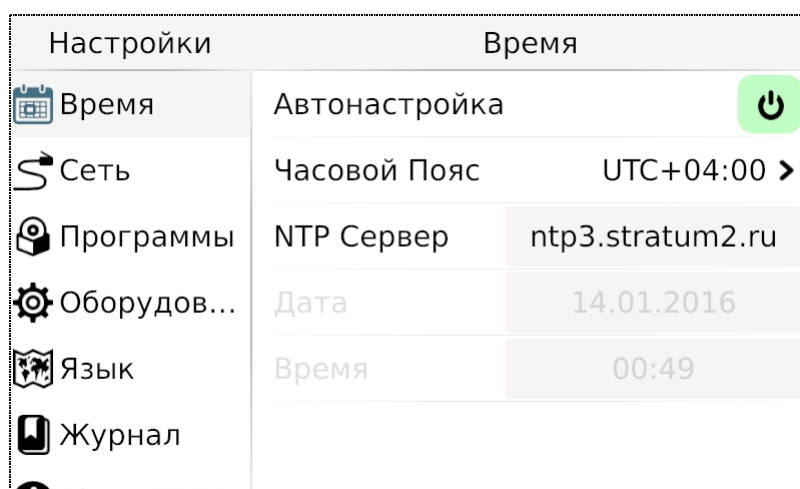 Настройки
Время
Время
Сеть
Программы
Оборудов...
Язык
Журнал
Автонастройка
Часовой Пояс UTC+04:00
NTP Сервер ntp3.stratum2.ru
Дата 14.01.2016
Время 00:49